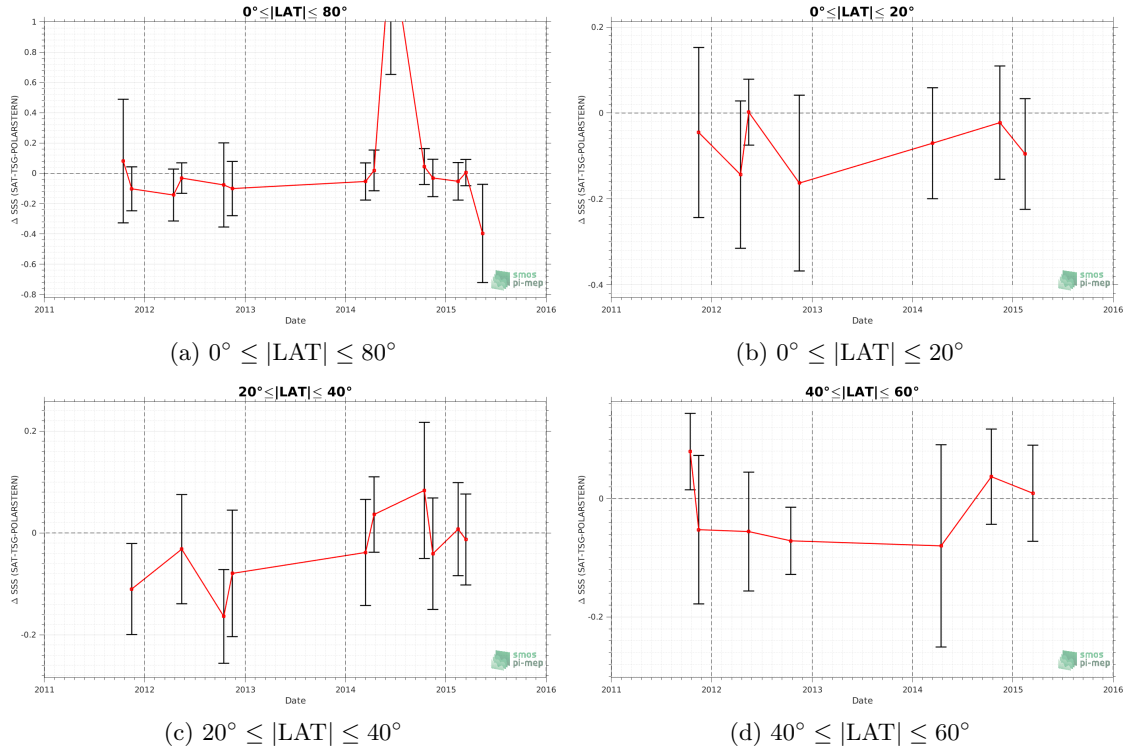 0°≤|LAT|≤ 80°
Δ SSS (SAT-TSG-POLARSTERN)
1
0.8
0.6
0.4
0.2
0
-0.2
-0.4
-0.6
-0.8
2011 2012 2013 2014 2015 2016
Date
smos
pi-mep
(a) 0° ≤ |LAT| ≤ 80°
0°≤|LAT|≤ 20°
Δ SSS (SAT-TSG-POLARSTERN)
0.2
0
-0.2
-0.4
2011 2012 2013 2014 2015 2016
Date
smos
pi-mep
(b) 0° ≤ |LAT| ≤ 20°
20°≤|LAT|≤ 40°
Δ SSS (SAT-TSG-POLARSTERN)
0.2
0
-0.2
2011 2012 2013 2014 2015 2016
Date
smos
pi-mep
(c) 20° ≤ |LAT| ≤ 40°
40°≤|LAT|≤ 60°
Δ SSS (SAT-TSG-POLARSTERN)
0
-0.2
2011 2012 2013 2014 2015 2016
Date
smos
pi-mep
(d) 40° ≤ |LAT| ≤ 60°